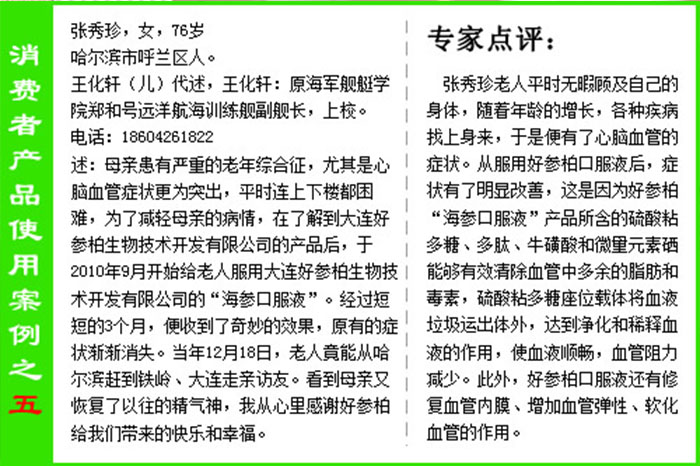 消费者产品使用案例之五
张秀珍，女，76岁
哈尔滨市呼兰区人。
王化轩（儿）代述，王化轩：原海军舰艇学
院郑和号远洋航海训练舰副舰长，上校。
电话：18604261822
述：母亲患有严重的老年综合征，尤其是心
脑血管症状更为突出，平时连上下楼都困
难，为了减轻母亲的病情，在了解到大连好
参柏生物技术开发有限公司的产品后，于
2010年9月开始给老人服用大连好参柏生物技
术开发有限公司的“海参口服液”。经过短
短的3个月，便收到了奇妙的效果，原有的症
状渐渐消失。当年12月18日，老人竟能从哈
尔滨赶到铁岭、大连走亲访友。看到母亲又
恢复了以往的精气神，我从心里感谢好参柏
给我们带来的快乐和幸福。
专家点评：
张秀珍老人平时无暇顾及自己的
身体，随着年龄的增长，各种疾病
找上身来，于是便有了心脑血管的
症状。从服用好参柏口服液后，症
状有了明显改善，这是因为好参柏
“海参口服液”产品所含的硫酸粘
多糖、多肽、牛磺酸和微量元素硒
能够有效清除血管中多余的脂肪和
毒素，硫酸粘多糖座位载体将血液
垃圾运出体外，达到净化和稀释血
液的作用，使血液顺畅，血管阻力
减少。此外，好参柏口服液还有修
复血管内膜、增加血管弹性、软化
血管的作用。